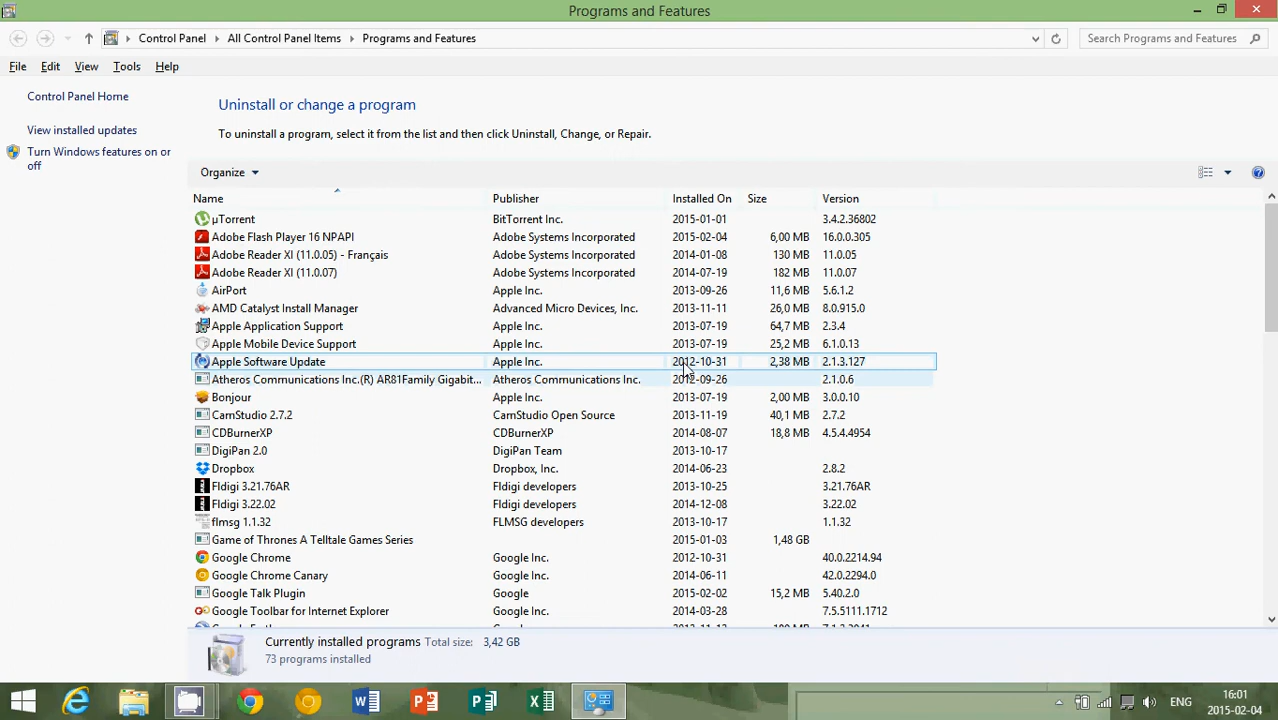 Programs and Features
Control Panel All Control Panel Items Programs and Features Search Programs and Features
File Edit View Tools Help
Control Panel Home
View installed updates
Turn Windows features on or off
Uninstall or change a program
To uninstall a program, select it from the list and then click Uninstall, Change, or Repair.
Organize
Name Publisher Installed On Size Version
µTorrent BitTorrent Inc. 2015-01-01 3.4.2.36802
Adobe Flash Player 16 NPAPI Adobe Systems Incorporated 2015-02-04 6,00 MB 16.0.0.305
Adobe Reader XI (11.0.05) - Français Adobe Systems Incorporated 2014-01-08 130 MB 11.0.05
Adobe Reader XI (11.0.07) Adobe Systems Incorporated 2014-07-19 182 MB 11.0.07
AirPort Apple Inc. 2013-09-26 11,6 MB 5.6.1.2
AMD Catalyst Install Manager Advanced Micro Devices, Inc. 2013-11-11 26,0 MB 8.0.915.0
Apple Application Support Apple Inc. 2013-07-19 64,7 MB 2.3.4
Apple Mobile Device Support Apple Inc. 2013-07-19 25,2 MB 6.1.0.13
Apple Software Update Apple Inc. 2012-10-31 2,38 MB 2.1.3.127
Atheros Communications Inc.(R) AR81Family Gigabit... Atheros Communications Inc. 2012-09-26 2.1.0.6
Bonjour Apple Inc. 2013-07-19 2,00 MB 3.0.0.10
CamStudio 2.7.2 CamStudio Open Source 2013-11-19 40,1 MB 2.7.2
CDBurnerXP CDBurnerXP 2014-08-07 18,8 MB 4.5.4.4954
DigiPan 2.0 DigiPan Team 2013-10-17
Dropbox Dropbox, Inc. 2014-06-23 2.8.2
Fldigi 3.21.76AR Fldigi developers 2013-10-17 3.21.76AR
Fldigi 3.22.02 Fldigi developers 2014-12-08 3.22.02
flmsg 1.1.32 FLMSG developers 2013-10-17 1.1.32
Game of Thrones A Telltale Games Series 2015-01-03 1,48 GB
Google Chrome Google Inc. 2012-10-31 40.0.2214.94
Google Chrome Canary Google Inc. 2014-06-11 42.0.2294.0
Google Talk Plugin Google 2015-02-02 15,2 MB 5.40.2.0
Google Toolbar for Internet Explorer Google Inc. 2014-03-28 7.5.5111.1712
Currently installed programs Total size: 3,42 GB
73 programs installed
ENG
16:01
2015-02-04